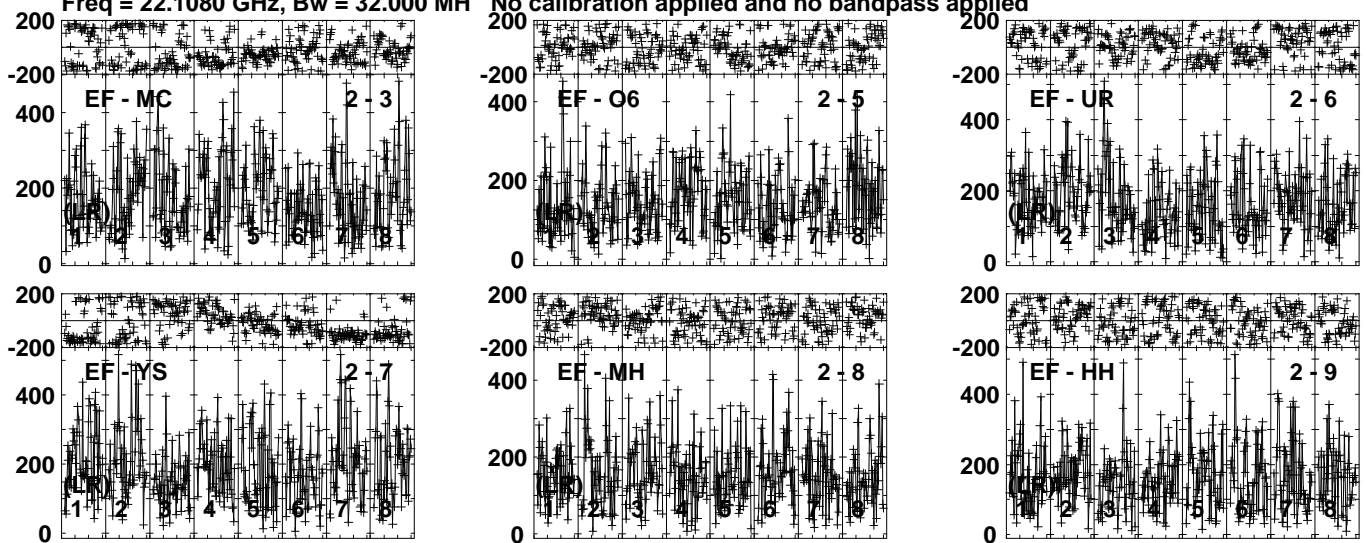 Freq = 22.1080 GHz, Bw = 32.000 MH No calibration applied and no bandpass applied
200
-200
EF - MC 2 - 3
400
200
(LR)
1 2 3 4 5 6 7 8
0
200
-200
EF - O6 2 - 5
400
200
(LR)
1 2 3 4 5 6 7 8
0
200
-200
EF - UR 2 - 6
400
200
(LR)
1 2 3 4 5 6 7 8
0
200
-200
EF - YS 2 - 7
400
200
(LR)
1 2 3 4 5 6 7 8
0
200
-200
EF - MH 2 - 8
400
200
(LR)
1 2 3 4 5 6 7 8
0
200
-200
EF - HH 2 - 9
400
200
(LR)
1 2 3 4 5 6 7 8
0